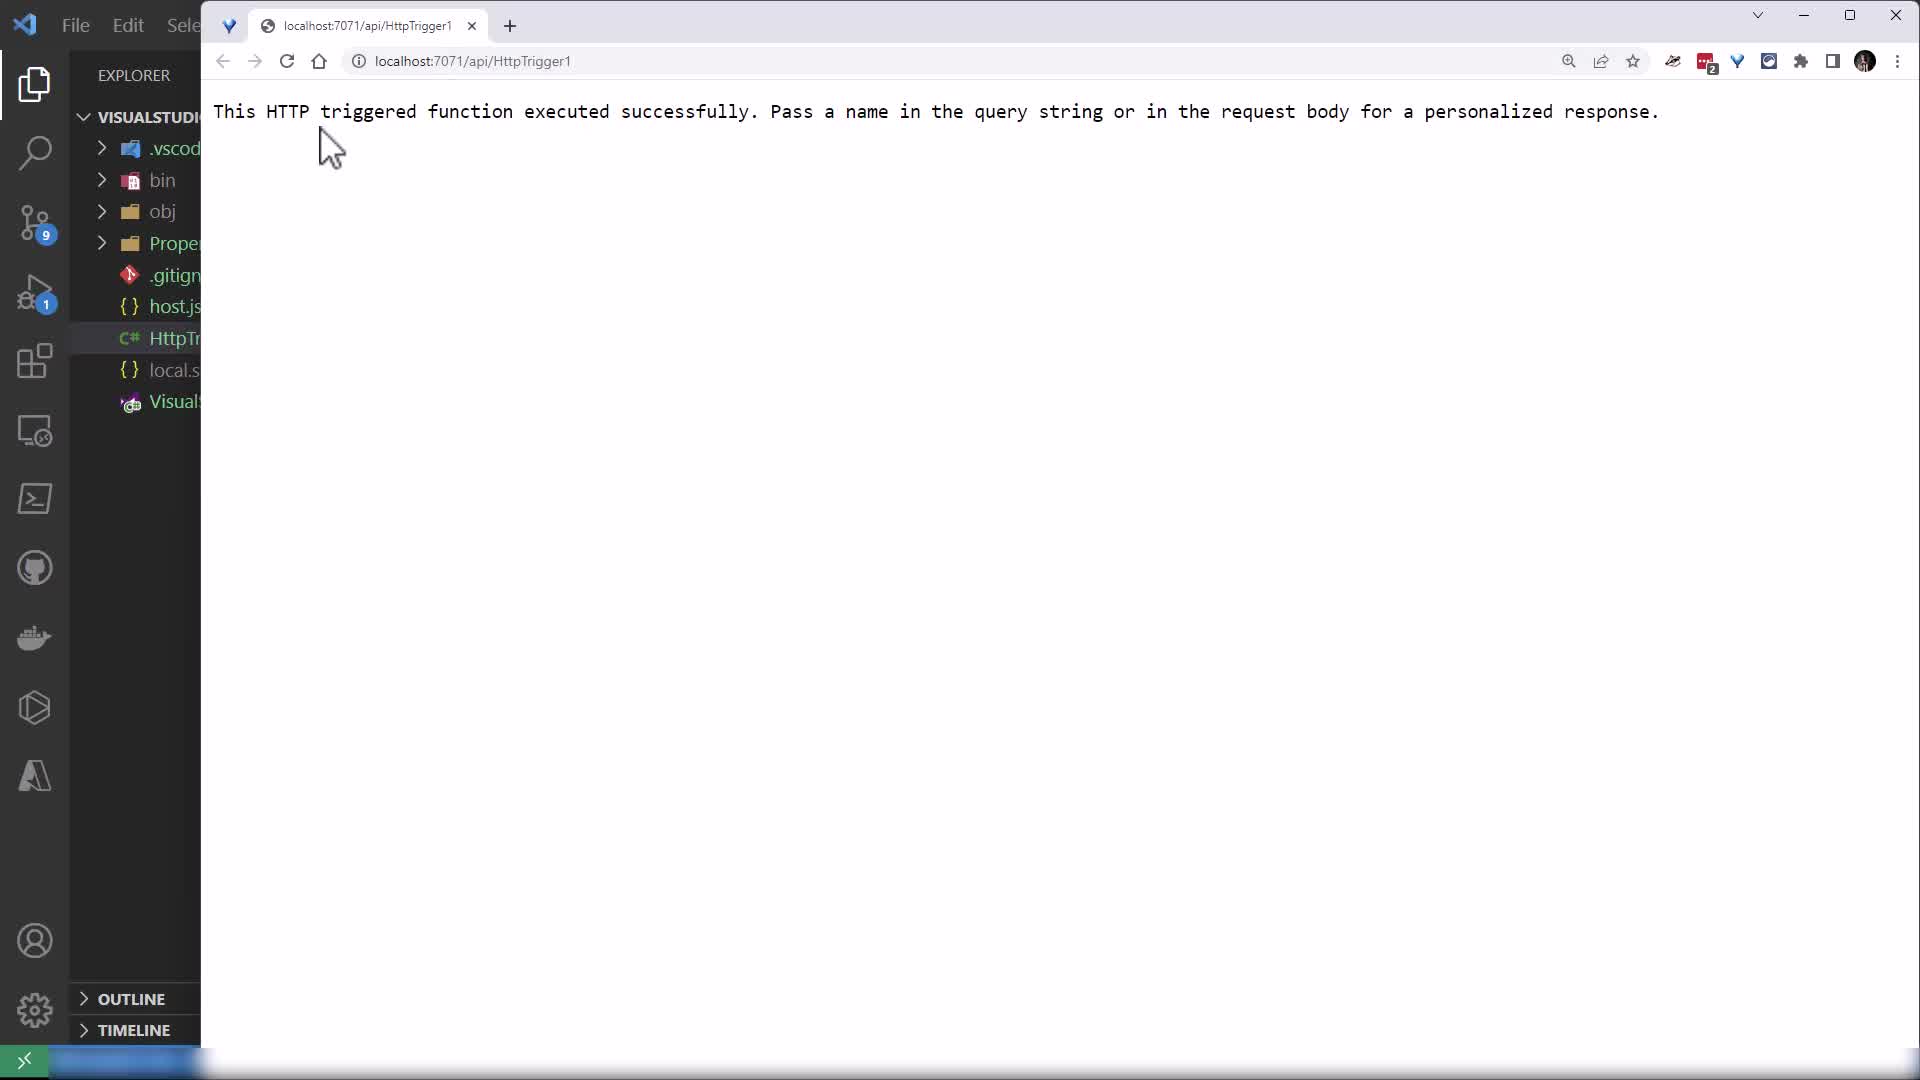 File Edit Sele
localhost:7071/api/HttpTrigger1
localhost:7071/api/HttpTrigger1
2
EXPLORER
VISUALSTUDI
.vscod
bin
obj
Prope
.gitign
host.js
C# HttpTr
local.s
Visual
9
1
This HTTP triggered function executed successfully. Pass a name in the query string or in the request body for a personalized response.
OUTLINE
TIMELINE